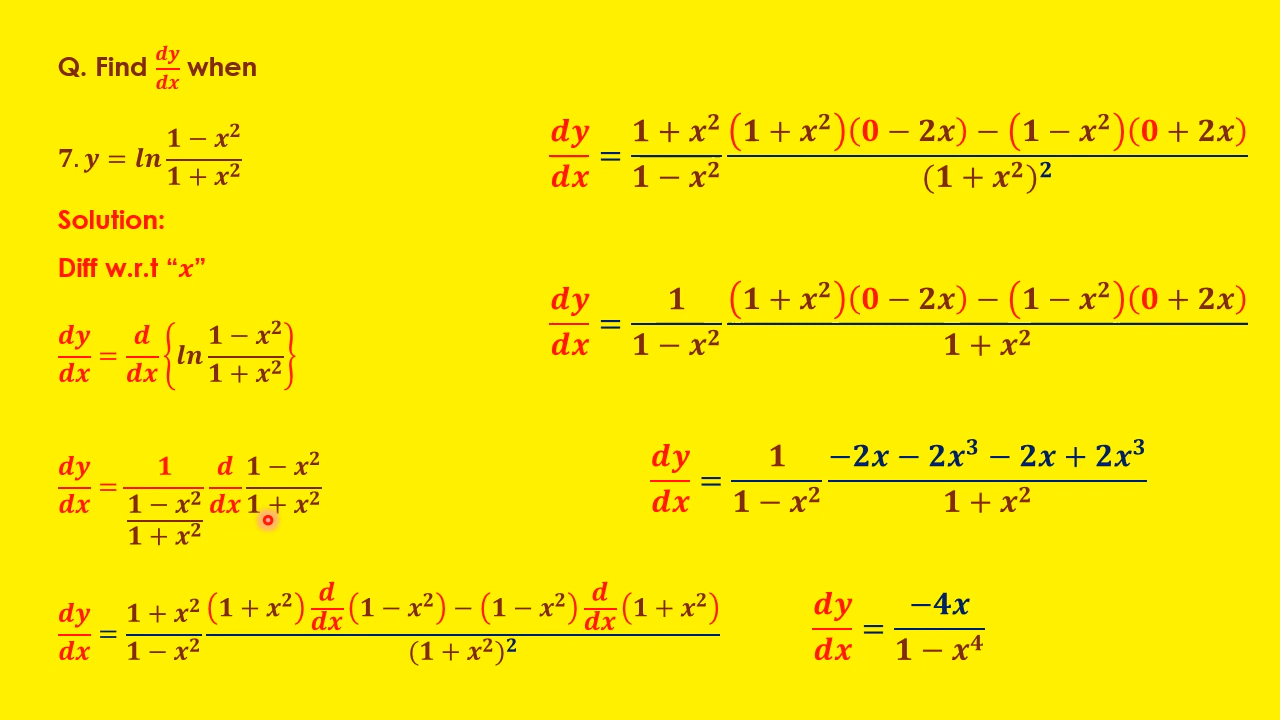 Q. Find dy/dx when
7. y = ln (1 − x²)/(1 + x²)
Solution:
Diff w.r.t “x”
dy/dx = d/dx {ln (1 − x²)/(1 + x²)}
dy/dx = 1/((1 − x²)/(1 + x²)) d/dx (1 − x²)/(1 + x²)
dy/dx = (1 + x²)/(1 − x²) ((1 + x²) d/dx (1 − x²) − (1 − x²) d/dx (1 + x²))/(1 + x²)²
dy/dx = (1 + x²)/(1 − x²) ((1 + x²)(0 − 2x) − (1 − x²)(0 + 2x))/(1 + x²)²
dy/dx = 1/(1 − x²) ((1 + x²)(0 − 2x) − (1 − x²)(0 + 2x))/(1 + x²)
dy/dx = 1/(1 − x²) (−2x − 2x³ − 2x + 2x³)/(1 + x²)
dy/dx = −4x/(1 − x⁴)